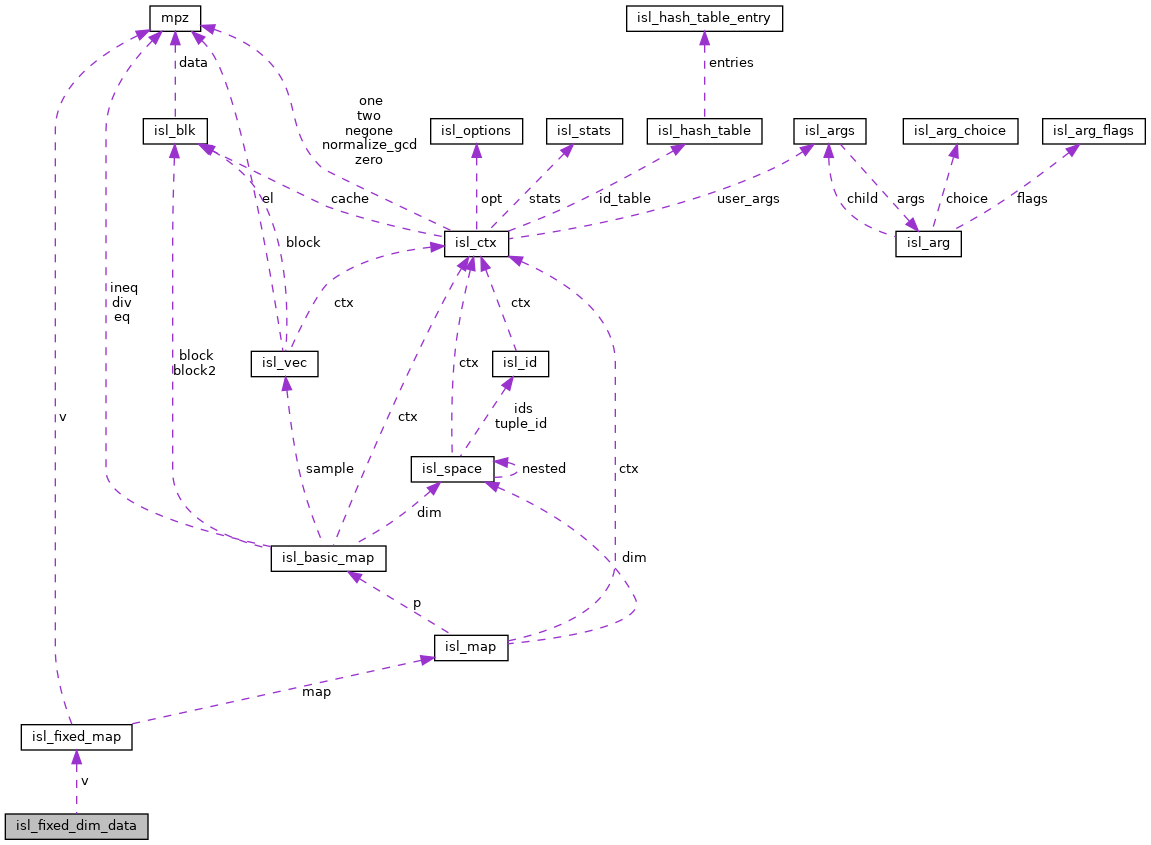 mpz
isl_hash_table_entry
data
entries
one
two
negone
normalize_gcd
zero
isl_blk
isl_options
isl_stats
isl_hash_table
isl_args
isl_arg_choice
isl_arg_flags
el
cache
opt
stats
id_table
user_args
child
args
choice
flags
block
isl_ctx
isl_arg
ineq
div
eq
ctx
ctx
block
block2
isl_vec
ctx
isl_id
ctx
ids
tuple_id
sample
isl_space
nested
ctx
dim
v
isl_basic_map
dim
p
isl_map
map
isl_fixed_map
v
isl_fixed_dim_data